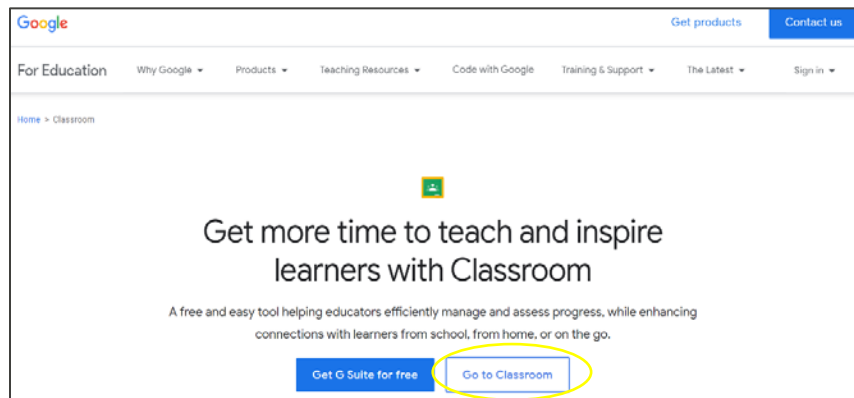 Google
Get products
Contact us
For Education
Why Google
Products
Teaching Resources
Code with Google
Training & Support
The Latest
Sign in
Home > Classroom
Get more time to teach and inspire
learners with Classroom
A free and easy tool helping educators efficiently manage and assess progress, while enhancing
connections with learners from school, from home, or on the go.
Get G Suite for free
Go to Classroom